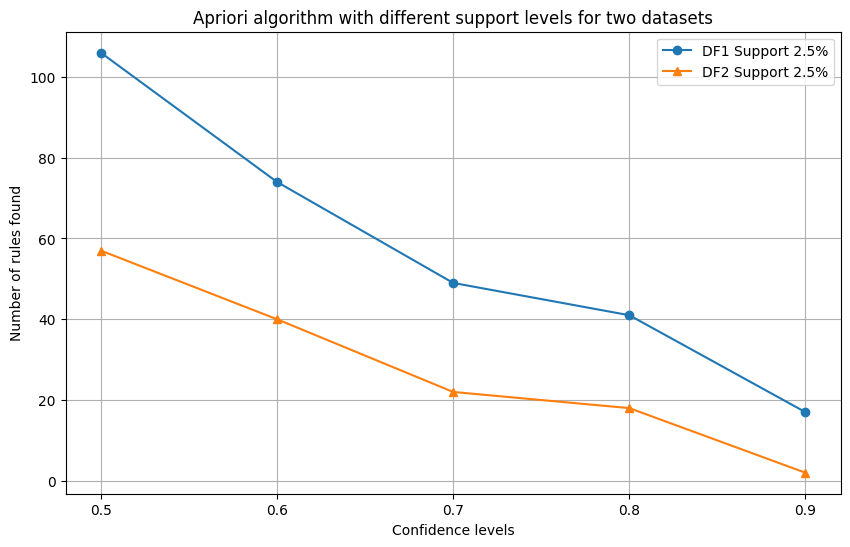 Apriori algorithm with different support levels for two datasets
DF1 Support 2.5%
DF2 Support 2.5%
Number of rules found
100
80
60
40
20
0
0.5 0.6 0.7 0.8 0.9
Confidence levels